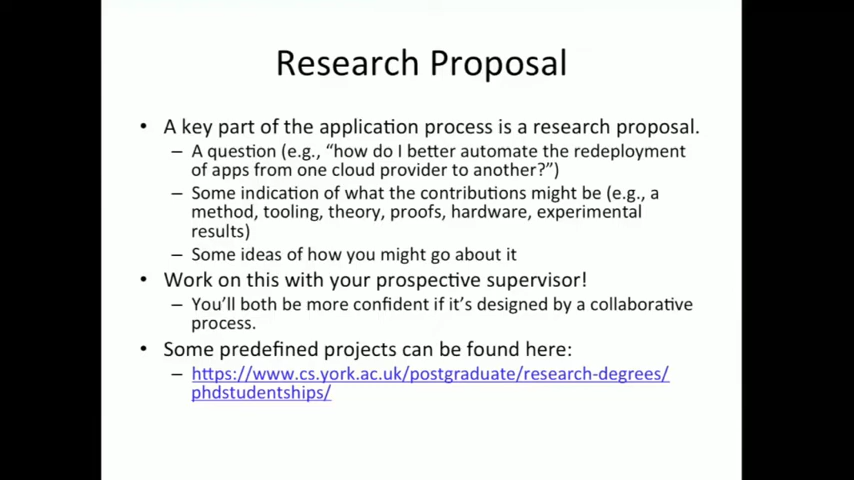 Research Proposal
• A key part of the application process is a research proposal.
– A question (e.g., “how do I better automate the redeployment
of apps from one cloud provider to another?”)
– Some indication of what the contributions might be (e.g., a
method, tooling, theory, proofs, hardware, experimental
results)
– Some ideas of how you might go about it
• Work on this with your prospective supervisor!
– You’ll both be more confident if it’s designed by a collaborative
process.
• Some predefined projects can be found here:
– https://www.cs.york.ac.uk/postgraduate/research-degrees/
phdstudentships/